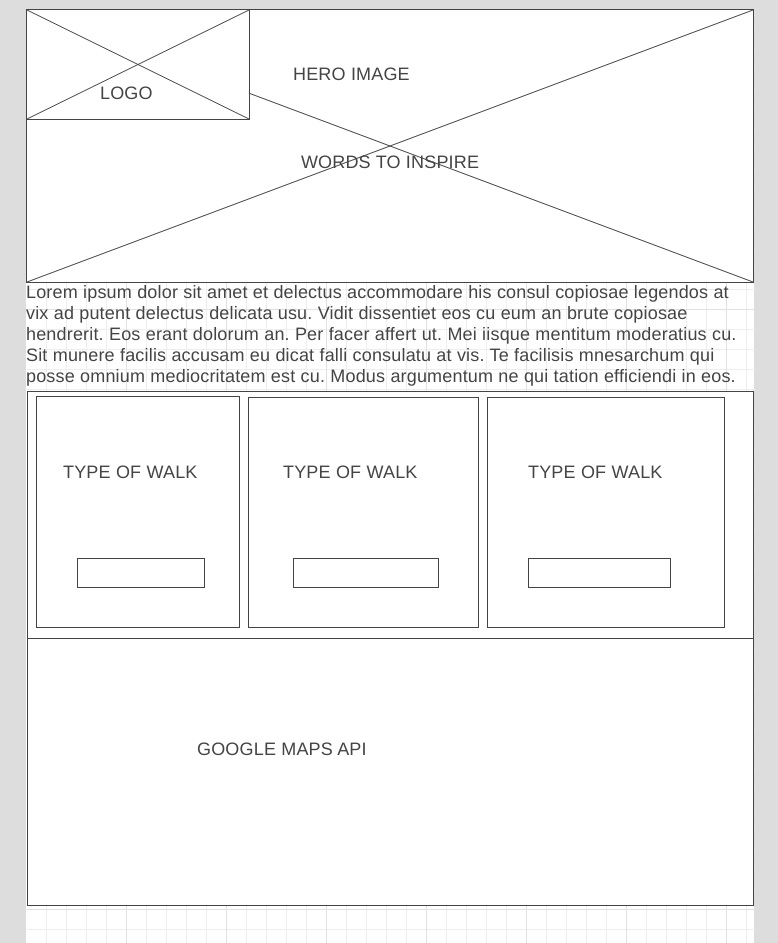 HERO IMAGE
LOGO
WORDS TO INSPIRE
Lorem ipsum dolor sit amet et delectus accommodare his consul copiosae legendos at
vix ad putent delectus delicata usu. Vidit dissentiet eos cu eum an brute copiosae
hendrerit. Eos erant dolorum an. Per facer affert ut. Mei iisque mentitum moderatius cu.
Sit munere facilis accusam eu dicat falli consulatu at vis. Te facilisis mnesarchum qui
posse omnium mediocritatem est cu. Modus argumentum ne qui tation efficiendi in eos.
TYPE OF WALK
TYPE OF WALK
TYPE OF WALK
GOOGLE MAPS API